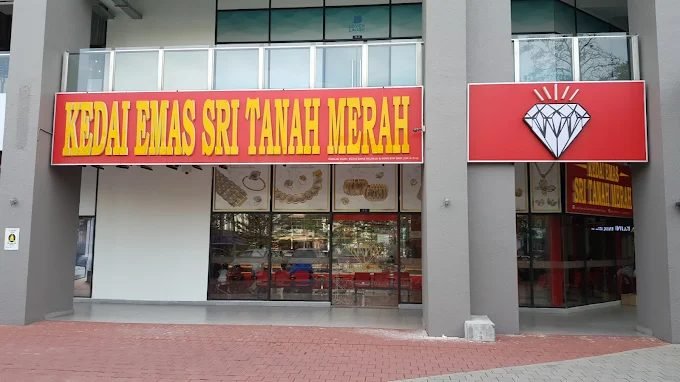 KEDAI EMAS SRI TANAH MERAH
KEDAI EMAS
SRI TANAH MERAH